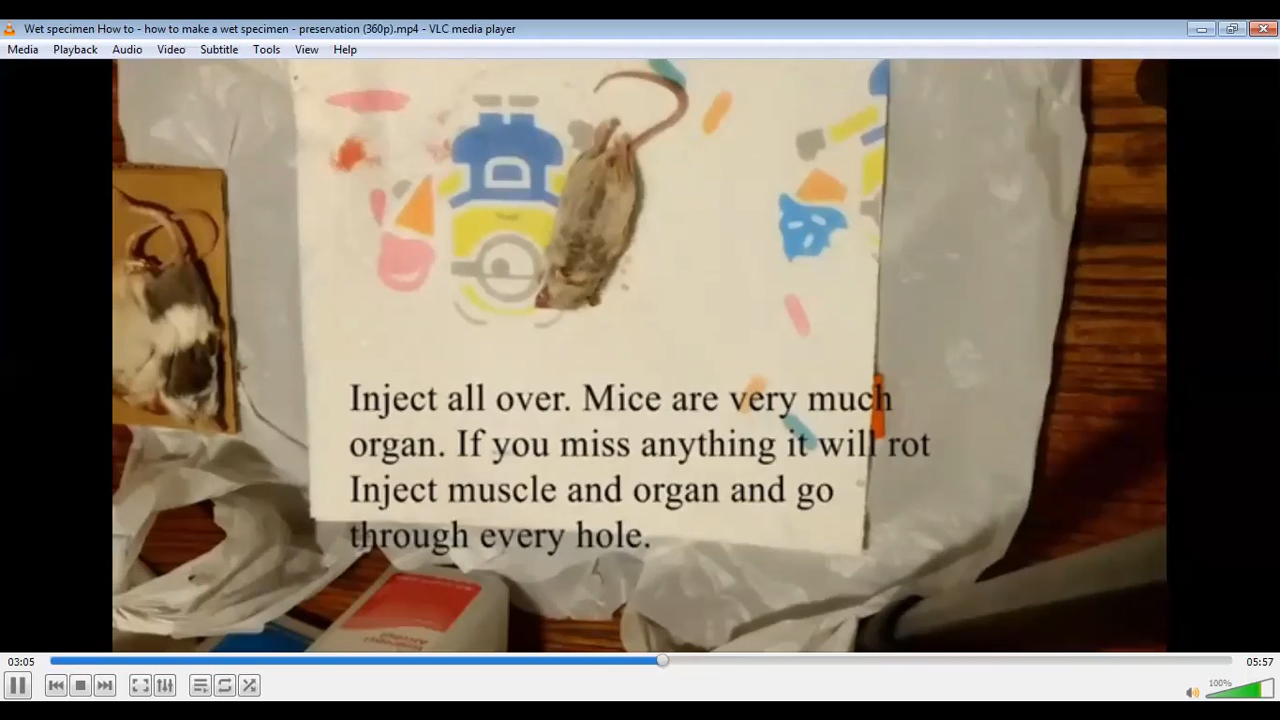 Wet specimen How to - how to make a wet specimen - preservation (360p).mp4 - VLC media player
Media Playback Audio Video Subtitle Tools View Help
Inject all over. Mice are very much
organ. If you miss anything it will rot
Inject muscle and organ and go
through every hole.
03:05
05:57
100%